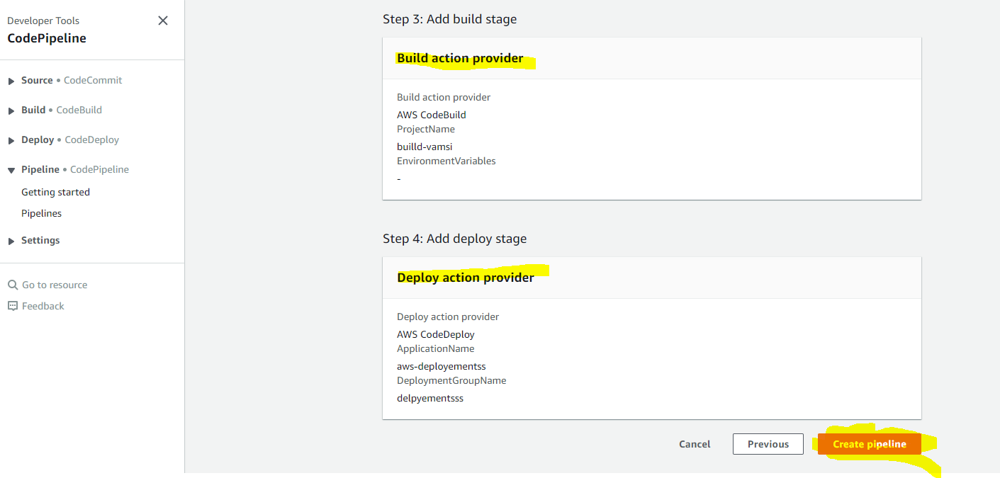 Developer Tools
CodePipeline
Source • CodeCommit
Build • CodeBuild
Deploy • CodeDeploy
Pipeline • CodePipeline
Getting started
Pipelines
Settings
Go to resource
Feedback
Step 3: Add build stage
Build action provider
Build action provider
AWS CodeBuild
ProjectName
builld-vamsi
EnvironmentVariables
-
Step 4: Add deploy stage
Deploy action provider
Deploy action provider
AWS CodeDeploy
ApplicationName
aws-deployementss
DeploymentGroupName
delpyementsss
Cancel
Previous
Create pipeline